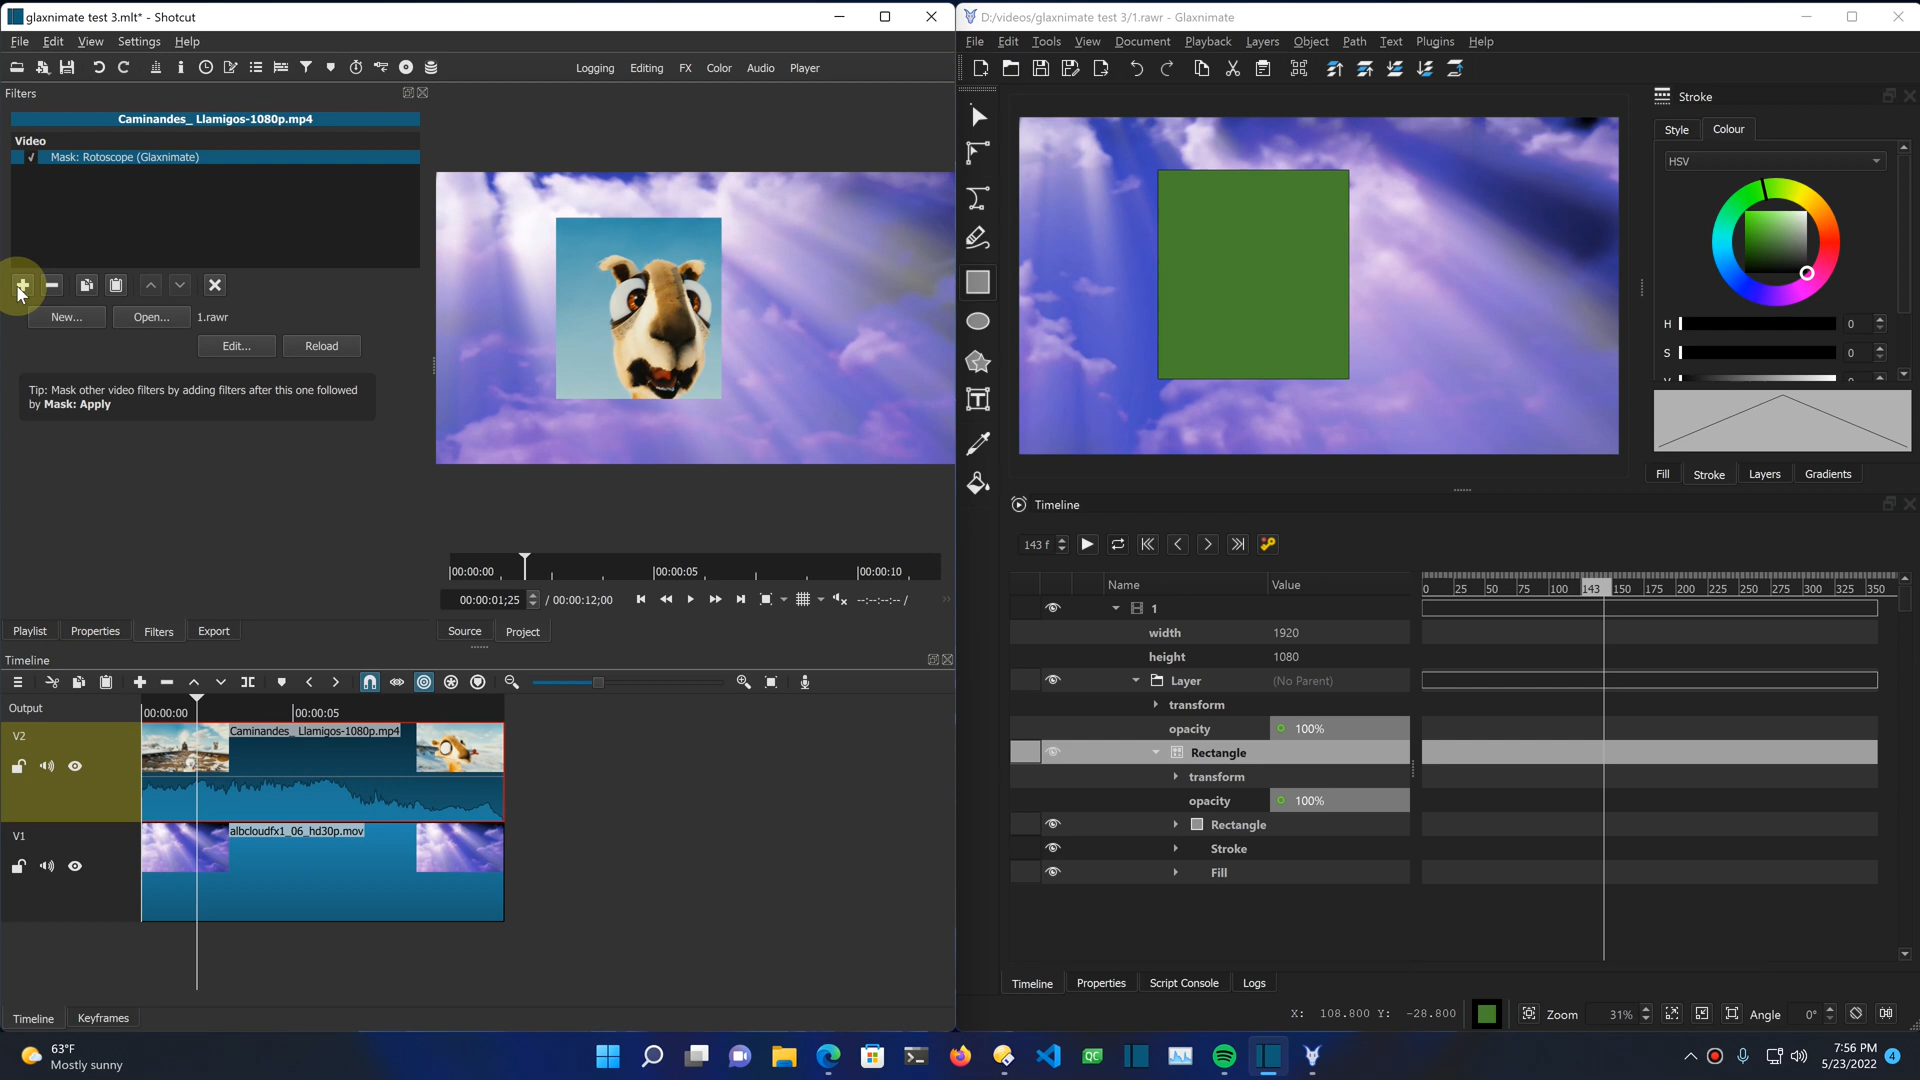 glaxnimate test 3.mlt* - Shotcut
File Edit View Settings Help
Logging Editing FX Color Audio Player
Filters
Caminandes_ Llamigos-1080p.mp4
Video
✓ Mask: Rotoscope (Glaxnimate)
New... Open... 1.rawr
Edit... Reload
Tip: Mask other video filters by adding filters after this one followed
by Mask: Apply
00:00:00 00:00:05 00:00:10
00:00:01;25 / 00:00:12;00 --:--:--:-- /
Playlist Properties Filters Export
Source Project
Timeline
Output
00:00:00 00:00:05
V2
Caminandes_ Llamigos-1080p.mp4
V1
albcloudfx1_06_hd30p.mov
Timeline Keyframes
D:/videos/glaxnimate test 3/1.rawr - Glaxnimate
File Edit Tools View Document Playback Layers Object Path Text Plugins Help
Stroke
Style Colour
HSV
H 0
S 0
Fill Stroke Layers Gradients
Timeline
143 f
Name Value
0 25 50 75 100 143 150 175 200 225 250 275 300 325 350
1
width 1920
height 1080
Layer (No Parent)
transform
opacity 100%
Rectangle
transform
opacity 100%
Rectangle
Stroke
Fill
Timeline Properties Script Console Logs
X: 108.800 Y: -28.800 Zoom 31% Angle 0°
63°F
Mostly sunny
QC
7:56 PM
5/23/2022
4